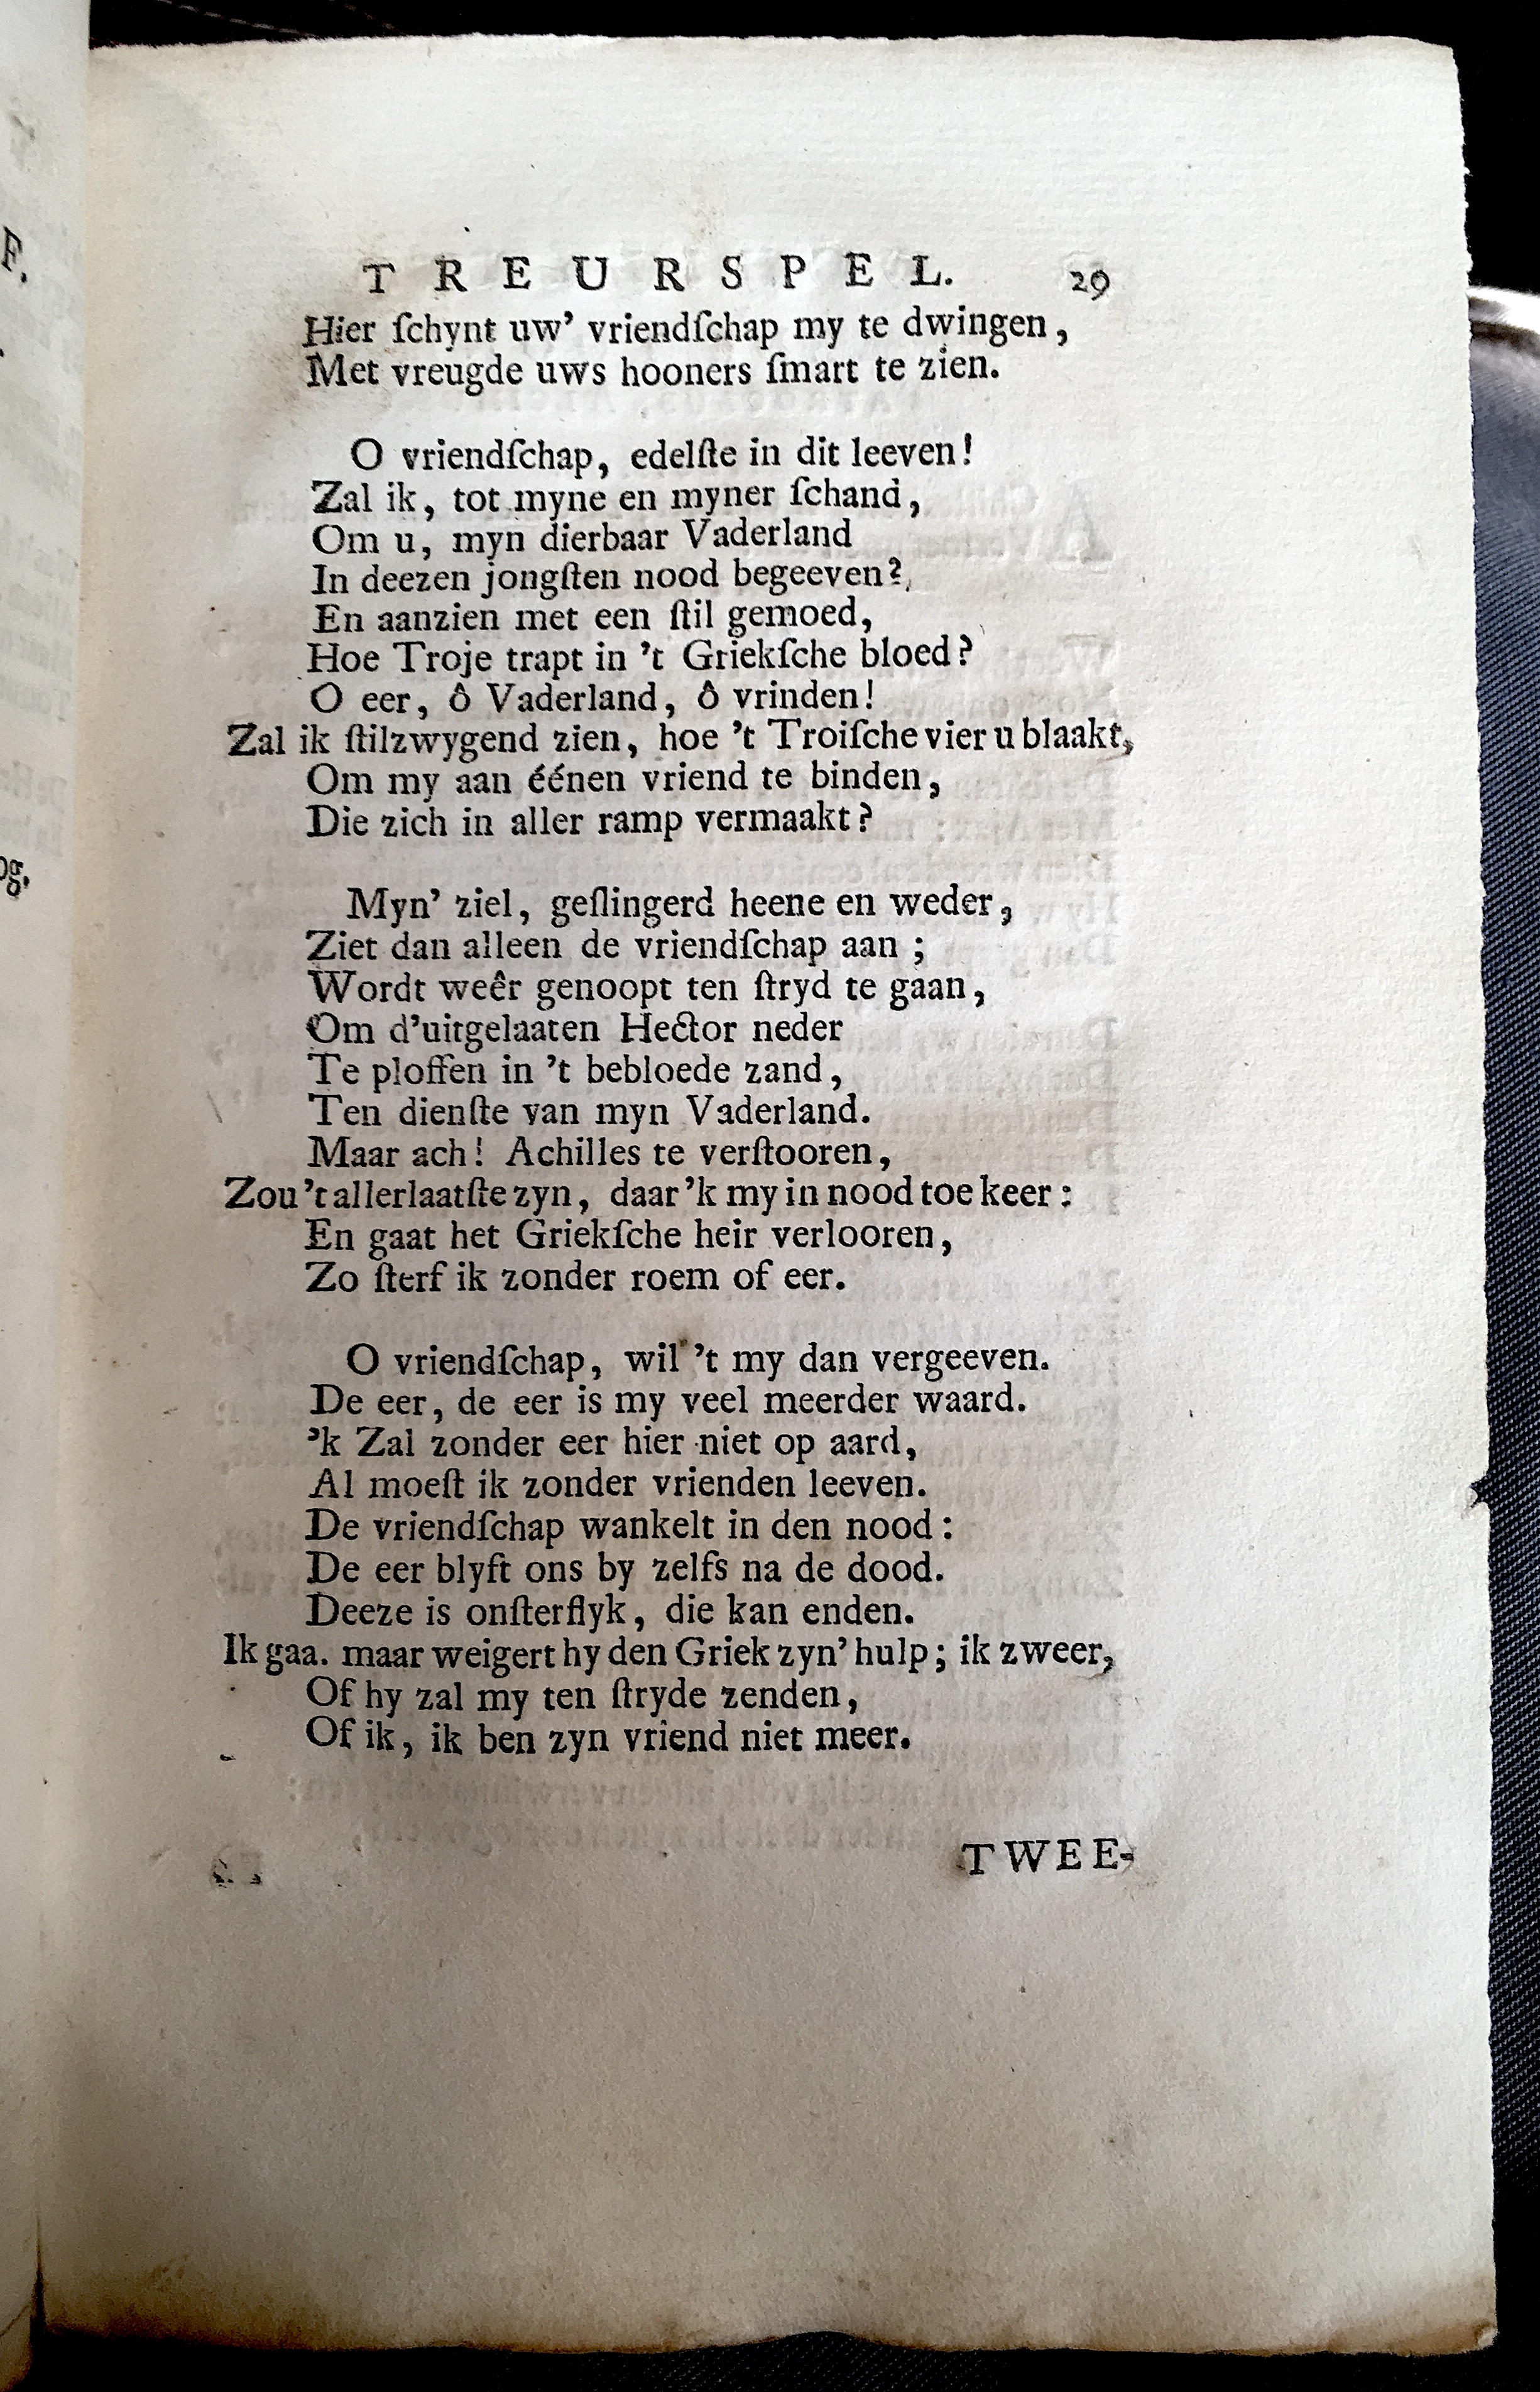 F.
og,
TREURSPEL. 29
Hier ſchynt uw’ vriendſchap my te dwingen,
Met vreugde uws hooners ſmart te zien.
O vriendſchap, edelſte in dit leeven!
Zal ik, tot myne en myner ſchand,
Om u, myn dierbaar Vaderland
In deezen jongſten nood begeeven?
En aanzien met een ſtil gemoed,
Hoe Troje trapt in ’t Griekſche bloed?
O eer, ô Vaderland, ô vrinden!
Zal ik ſtilzwygend zien, hoe ’t Troiſche vier u blaakt,
Om my aan éénen vriend te binden,
Die zich in aller ramp vermaakt?
Myn’ ziel, geſlingerd heene en weder,
Ziet dan alleen de vriendſchap aan;
Wordt weêr genoopt ten ſtryd te gaan,
Om d’uitgelaaten Hector neder
Te ploffen in ’t bebloede zand,
Ten dienſte van myn Vaderland.
Maar ach! Achilles te verſtooren,
Zou ’t allerlaatſte zyn, daar ’k my in nood toe keer:
En gaat het Griekſche heir verlooren,
Zo ſterf ik zonder roem of eer.
O vriendſchap, wil ’t my dan vergeeven.
De eer, de eer is my veel meerder waard.
’k Zal zonder eer hier niet op aard,
Al moeſt ik zonder vrienden leeven.
De vriendſchap wankelt in den nood:
De eer blyft ons by zelfs na de dood.
Deeze is onſterflyk, die kan enden.
Ik gaa. maar weigert hy den Griek zyn’ hulp; ik zweer,
Of hy zal my ten ſtryde zenden,
Of ik, ik ben zyn vriend niet meer.
TWEE-